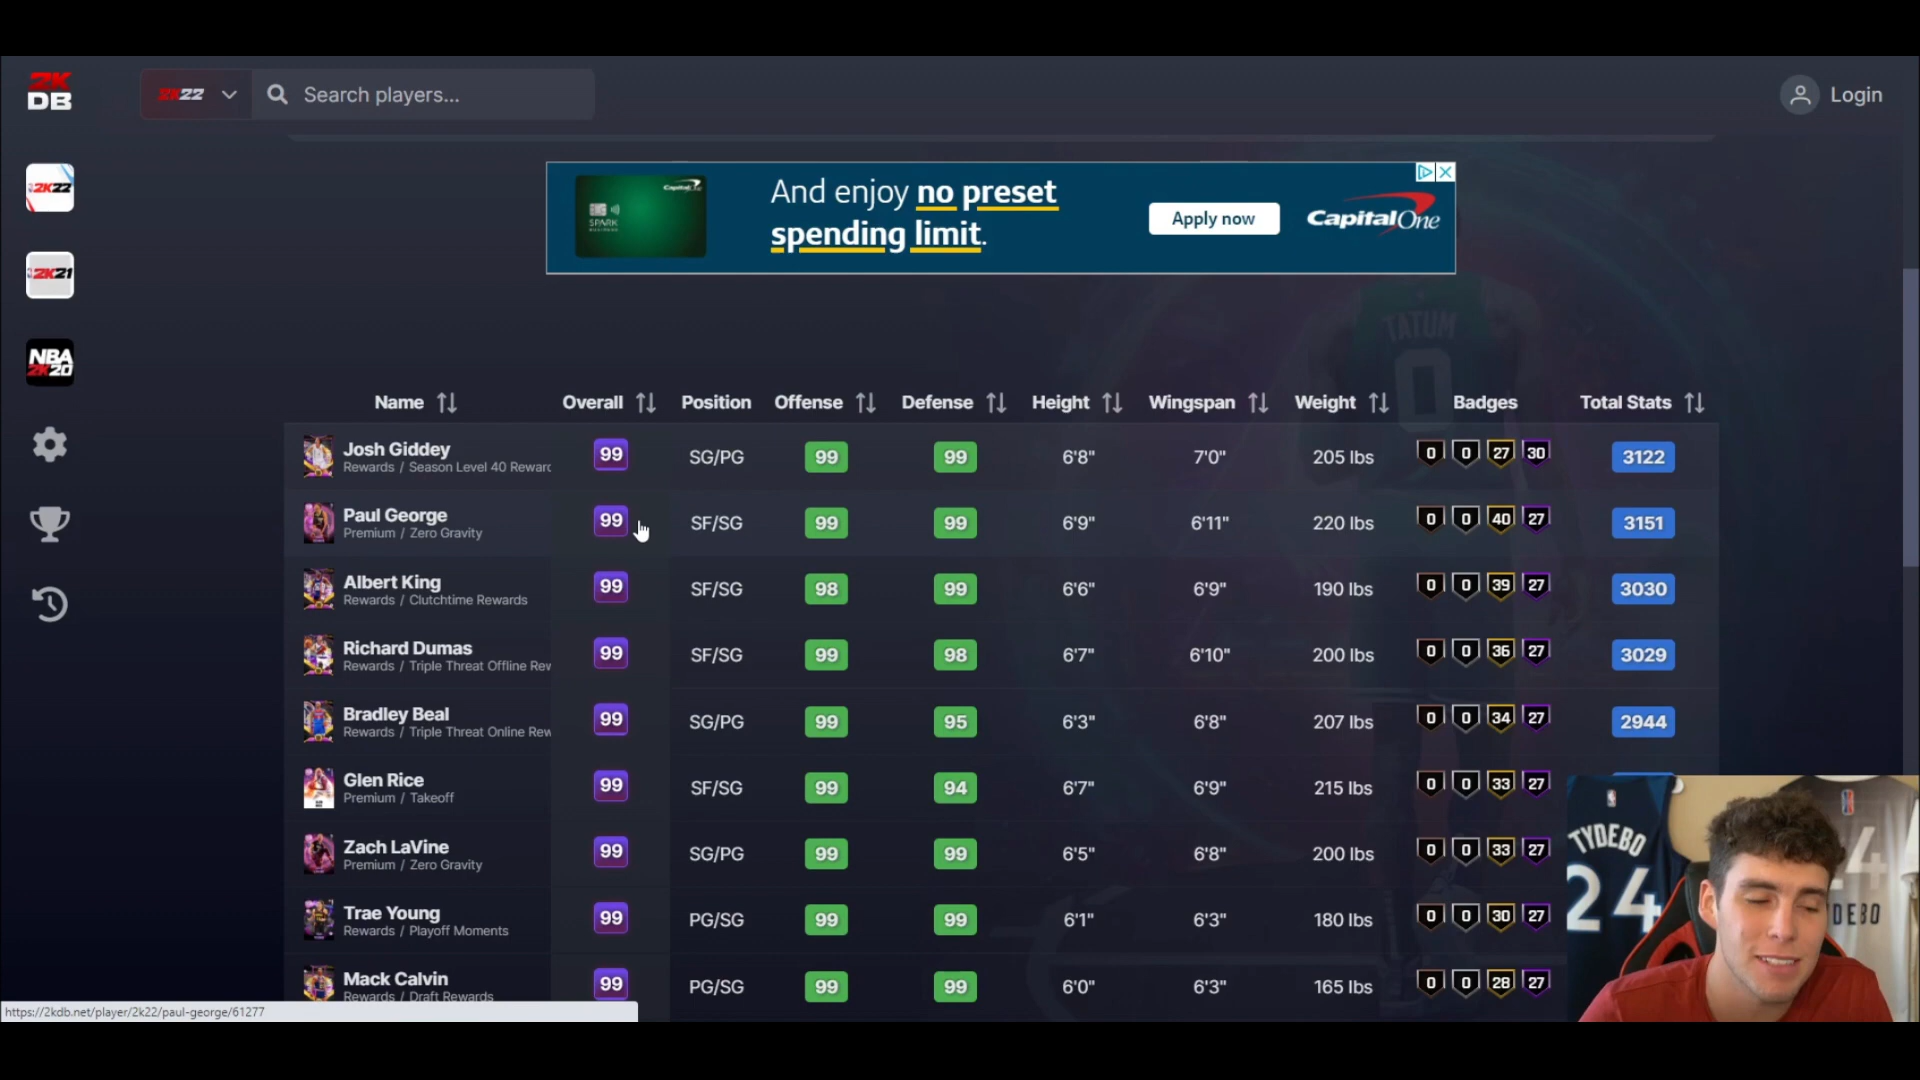 2K DB
2K22
Search players...
Login
2K22
And enjoy no preset
spending limit.
Apply now
Capital One
Capital One
SPARK
BUSINESS
TATUM
0
2K21
NBA
2K20
Name Overall Position Offense Defense Height Wingspan Weight Badges Total Stats
Josh Giddey 99 SG/PG 99 99 6'8" 7'0" 205 lbs 0 0 27 30 3122
Rewards / Season Level 40 Reward
Paul George 99 SF/SG 99 99 6'9" 6'11" 220 lbs 0 0 40 27 3151
Premium / Zero Gravity
Albert King 99 SF/SG 98 99 6'6" 6'9" 190 lbs 0 0 39 27 3030
Rewards / Clutchtime Rewards
Richard Dumas 99 SF/SG 99 98 6'7" 6'10" 200 lbs 0 0 36 27 3029
Rewards / Triple Threat Offline Rew
Bradley Beal 99 SG/PG 99 95 6'3" 6'8" 207 lbs 0 0 34 27 2944
Rewards / Triple Threat Online Rew
Glen Rice 99 SF/SG 99 94 6'7" 6'9" 215 lbs 0 0 33 27
Premium / Takeoff
Zach LaVine 99 SG/PG 99 99 6'5" 6'8" 200 lbs 0 0 33 27
Premium / Zero Gravity
Trae Young 99 PG/SG 99 99 6'1" 6'3" 180 lbs 0 0 30 27
Rewards / Playoff Moments
Mack Calvin 99 PG/SG 99 99 6'0" 6'3" 165 lbs 0 0 28 27
Rewards / Draft Rewards
https://2kdb.net/player/2k22/paul-george/61277
TYDEBO
24
4
DEBO